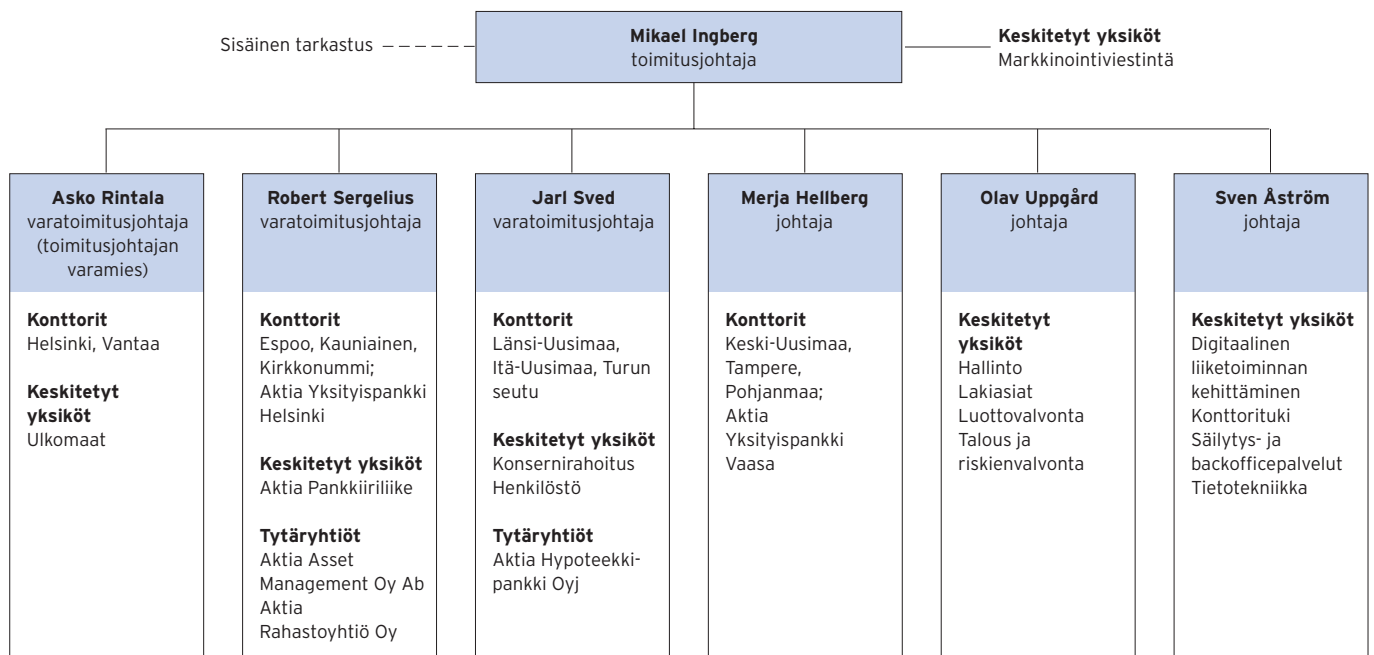 Sisäinen tarkastus
Mikael Ingberg
toimitusjohtaja
Keskitetyt yksiköt
Markkinointiviestintä
Asko Rintala
varatoimitusjohtaja
(toimitusjohtajan
varamies)
Konttorit
Helsinki, Vantaa
Keskitetyt
yksiköt
Ulkomaat
Robert Sergelius
varatoimitusjohtaja
Konttorit
Espoo, Kauniainen,
Kirkkonummi;
Aktia Yksityispankki
Helsinki
Keskitetyt yksiköt
Aktia Pankkiiriliike
Tytäryhtiöt
Aktia Asset
Management Oy Ab
Aktia
Rahastoyhtiö Oy
Jarl Sved
varatoimitusjohtaja
Konttorit
Länsi-Uusimaa,
Itä-Uusimaa, Turun
seutu
Keskitetyt yksiköt
Konsernirahoitus
Henkilöstö
Tytäryhtiöt
Aktia Hypoteekki-
pankki Oyj
Merja Hellberg
johtaja
Konttorit
Keski-Uusimaa,
Tampere,
Pohjanmaa;
Aktia
Yksityispankki
Vaasa
Olav Uppgård
johtaja
Keskitetyt
yksiköt
Hallinto
Lakiasiat
Luottovalvonta
Talous ja
riskienvalvonta
Sven Åström
johtaja
Keskitetyt yksiköt
Digitaalinen
liiketoiminnan
kehittäminen
Konttorituki
Säilytys- ja
backofficepalvelut
Tietotekniikka